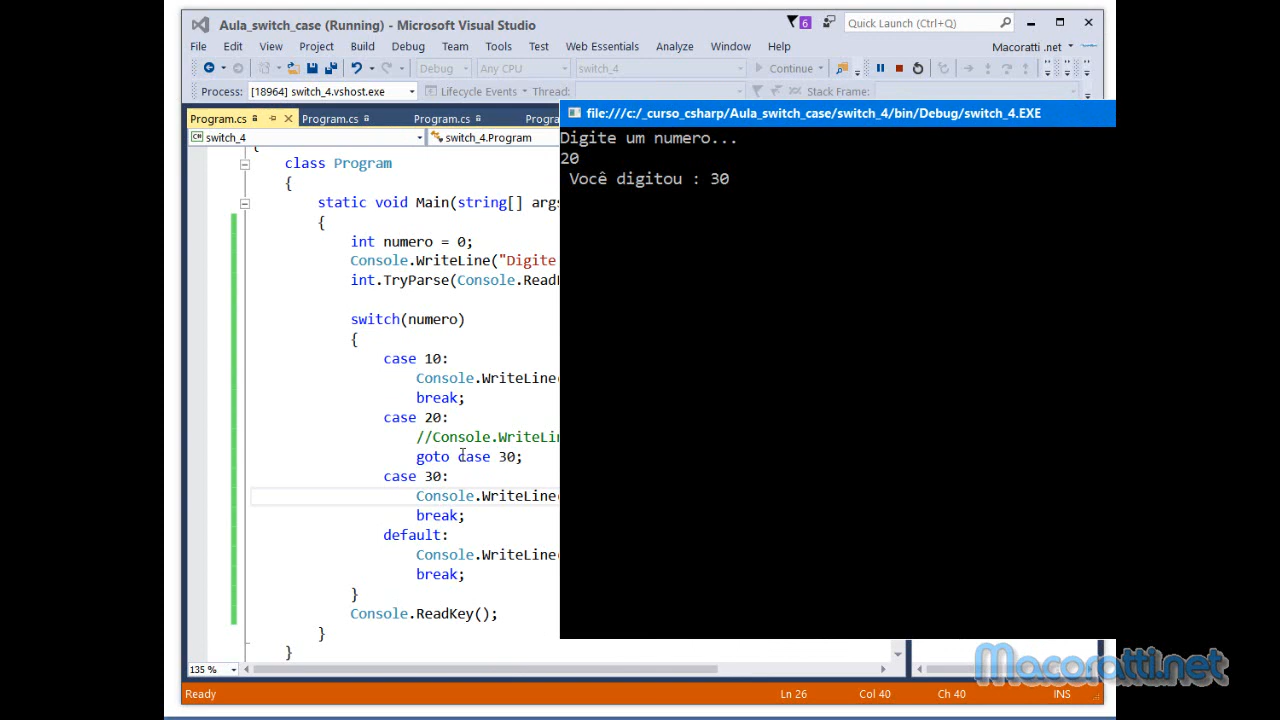 Aula_switch_case (Running) - Microsoft Visual Studio
6
Quick Launch (Ctrl+Q)
File Edit View Project Build Debug Team Tools Test Web Essentials Analyze Window Help
Macoratti .net
Debug Any CPU switch_4 Continue
Process: [18964] switch_4.vshost.exe Lifecycle Events Thread: Stack Frame:
Program.cs Program.cs Program.cs Progra
switch_4 switch_4.Program
class Program
{
static void Main(string[] args
{
int numero = 0;
Console.WriteLine("Digite
int.TryParse(Console.Readl
switch(numero)
{
case 10:
Console.WriteLine(
break;
case 20:
//Console.WriteLin
goto case 30;
case 30:
Console.WriteLine(
break;
default:
Console.WriteLine(
break;
}
Console.ReadKey();
}
}
135 %
Ready Ln 26 Col 40 Ch 40 INS
file:///c:/_curso_csharp/Aula_switch_case/switch_4/bin/Debug/switch_4.EXE
Digite um numero...
20
Você digitou : 30
Macoratti.net